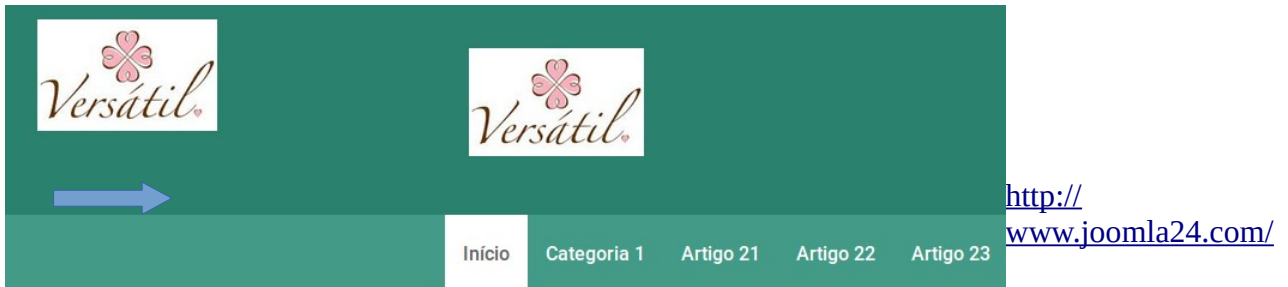 Versátil
Versátil
Início Categoria 1 Artigo 21 Artigo 22 Artigo 23
http://
www.joomla24.com/